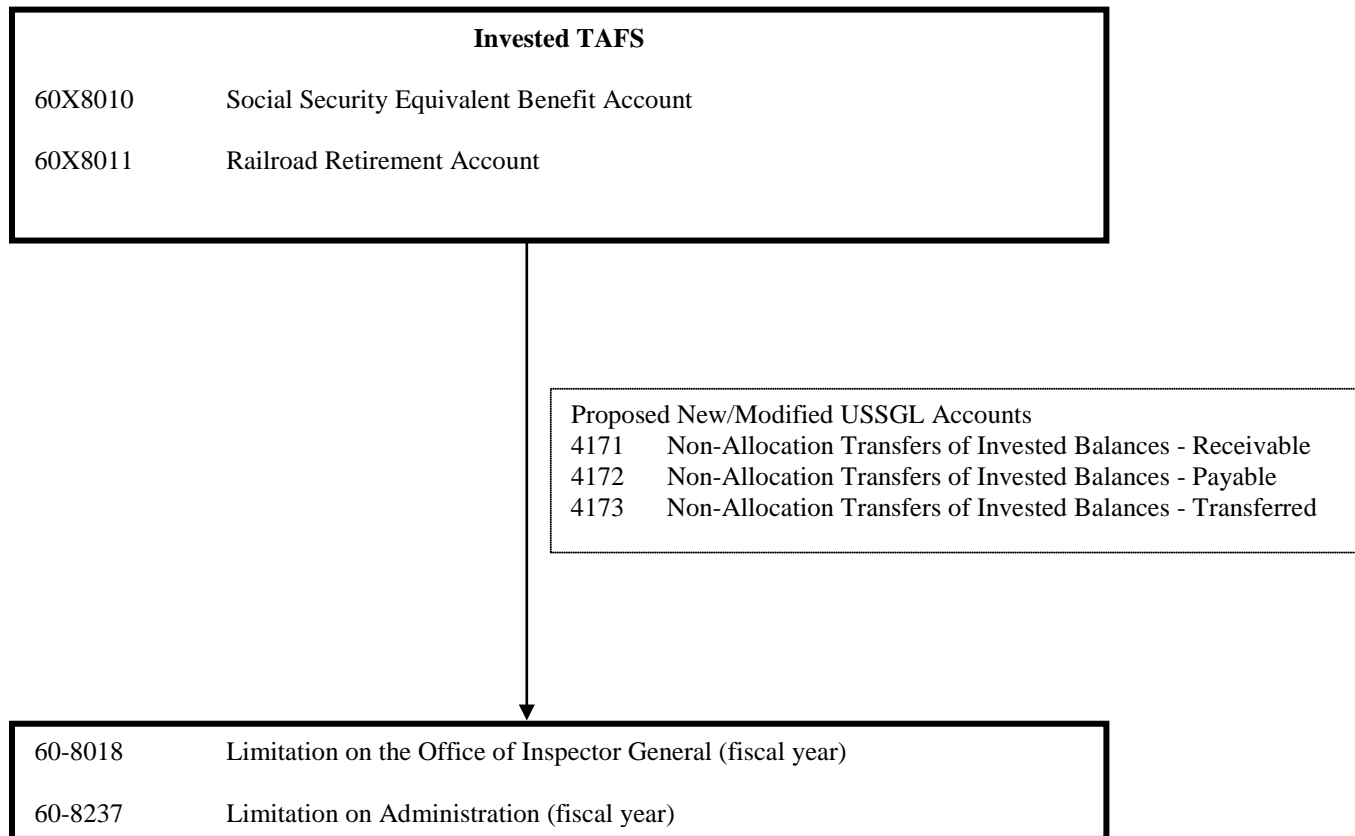 Invested TAFS
60X8010 Social Security Equivalent Benefit Account
60X8011 Railroad Retirement Account
Proposed New/Modified USSGL Accounts
4171 Non-Allocation Transfers of Invested Balances - Receivable
4172 Non-Allocation Transfers of Invested Balances - Payable
4173 Non-Allocation Transfers of Invested Balances - Transferred
60-8018 Limitation on the Office of Inspector General (fiscal year)
60-8237 Limitation on Administration (fiscal year)